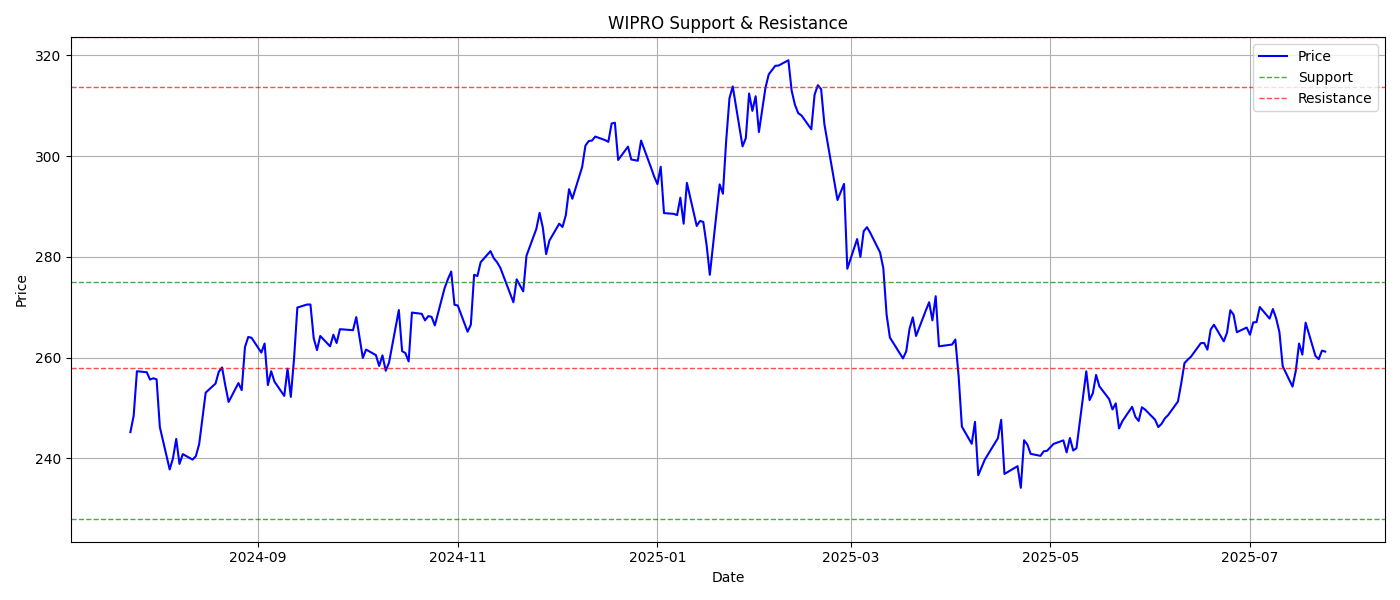 WIPRO Support & Resistance
Price
Support
Resistance
Price
320
300
280
260
240
2024-09
2024-11
2025-01
2025-03
2025-05
2025-07
Date